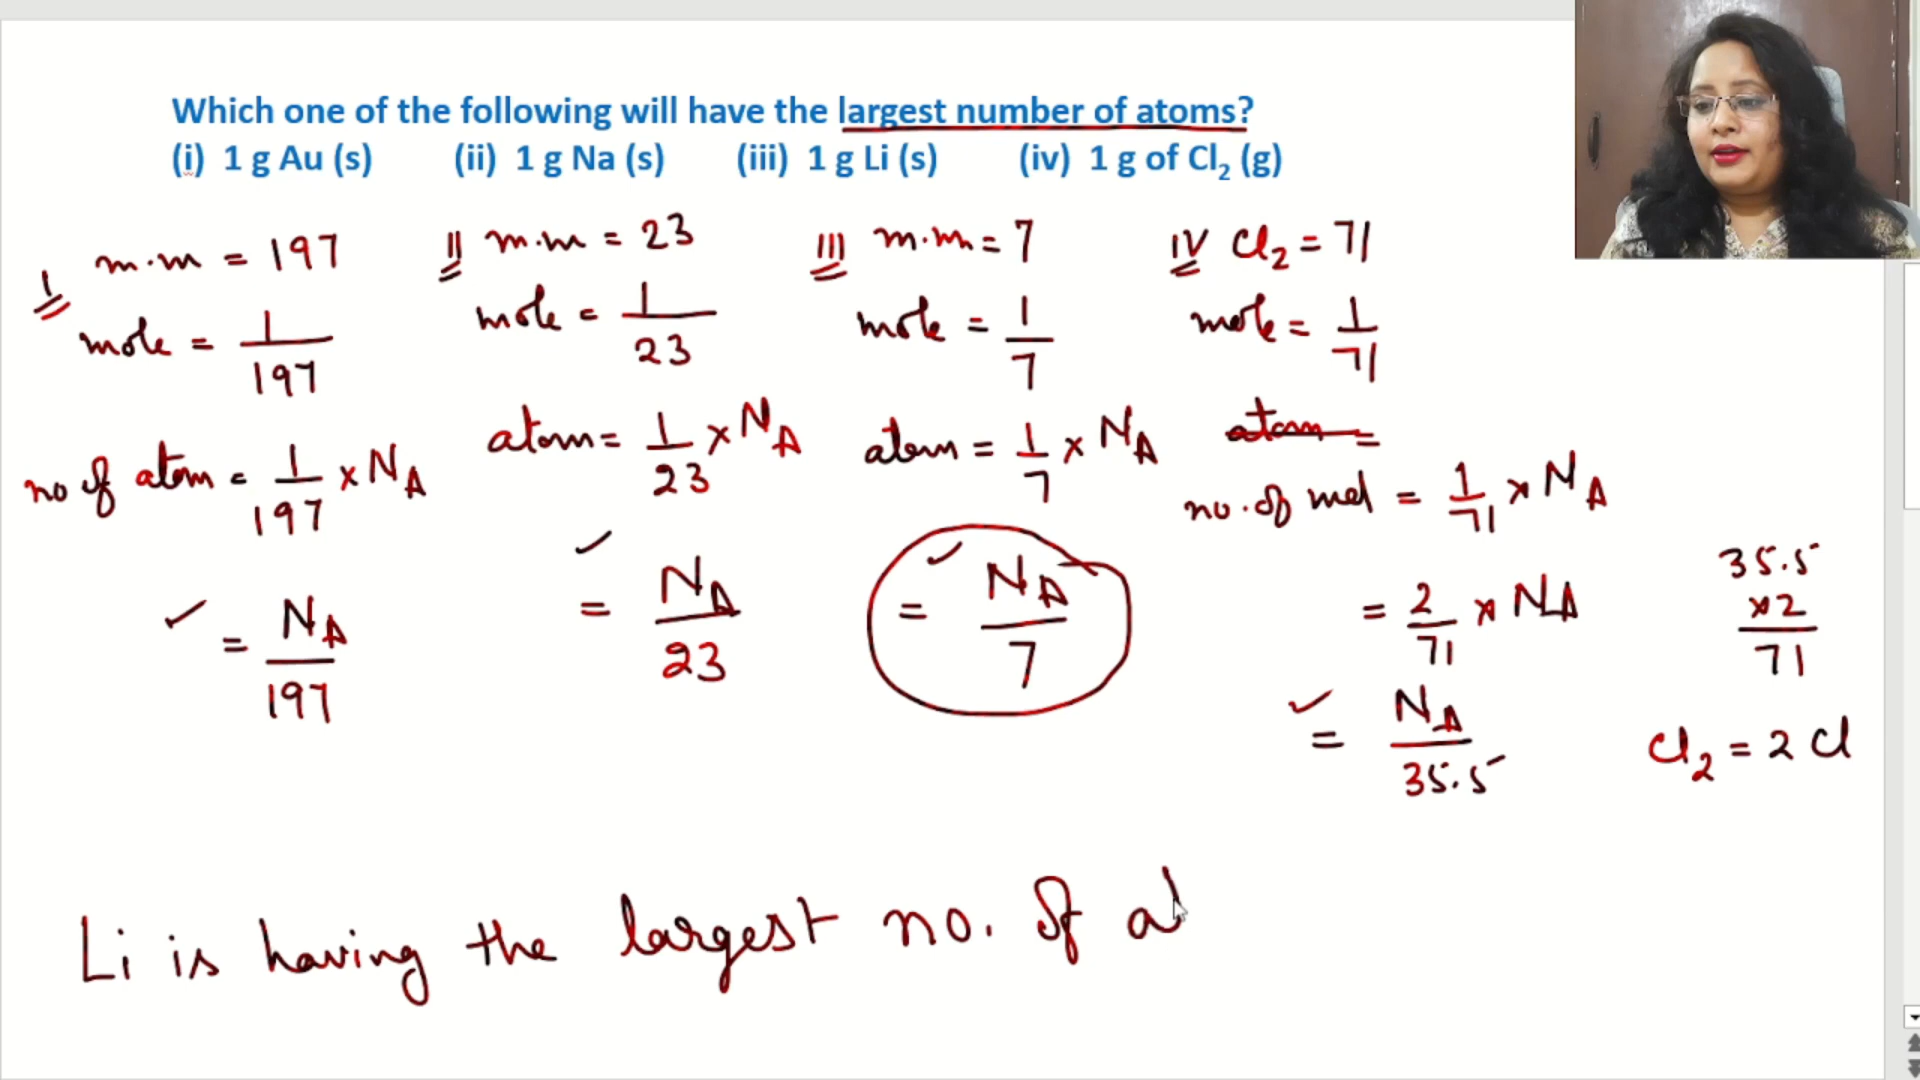 Which one of the following will have the largest number of atoms?
(i) 1 g Au (s) (ii) 1 g Na (s) (iii) 1 g Li (s) (iv) 1 g of Cl₂ (g)
I m.m = 197
mole = 1/197
no of atom = 1/197 × NA
= NA/197
II m.m = 23
mole = 1/23
atom = 1/23 × NA
= NA/23
III m.m = 7
mole = 1/7
atom = 1/7 × NA
= NA/7
IV Cl₂ = 71
mole = 1/71
atom =
no. of mol = 1/71 × NA
= 2/71 × NA
= NA/35.5
35.5
×2
71
Cl₂ = 2 Cl
Li is having the largest no. of at